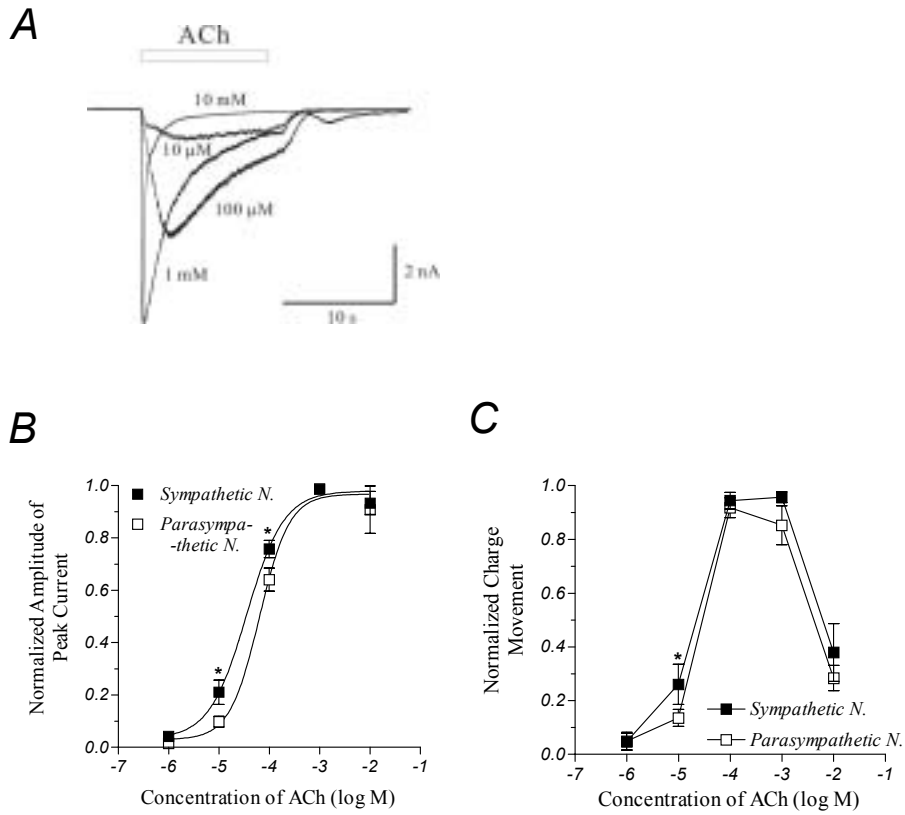 A
ACh
10 mM
10 µM
100 µM
1 mM
2 nA
10 s
B
Normalized Amplitude of
Peak Current
1.0
0.8
0.6
0.4
0.2
0.0
Sympathetic N.
Parasympa-
-thetic N.
*
*
-7 -6 -5 -4 -3 -2 -1
Concentration of ACh (log M)
C
Normalized Charge
Movement
1.0
0.8
0.6
0.4
0.2
0.0
*
Sympathetic N.
Parasympathetic N.
-7 -6 -5 -4 -3 -2 -1
Concentration of ACh (log M)